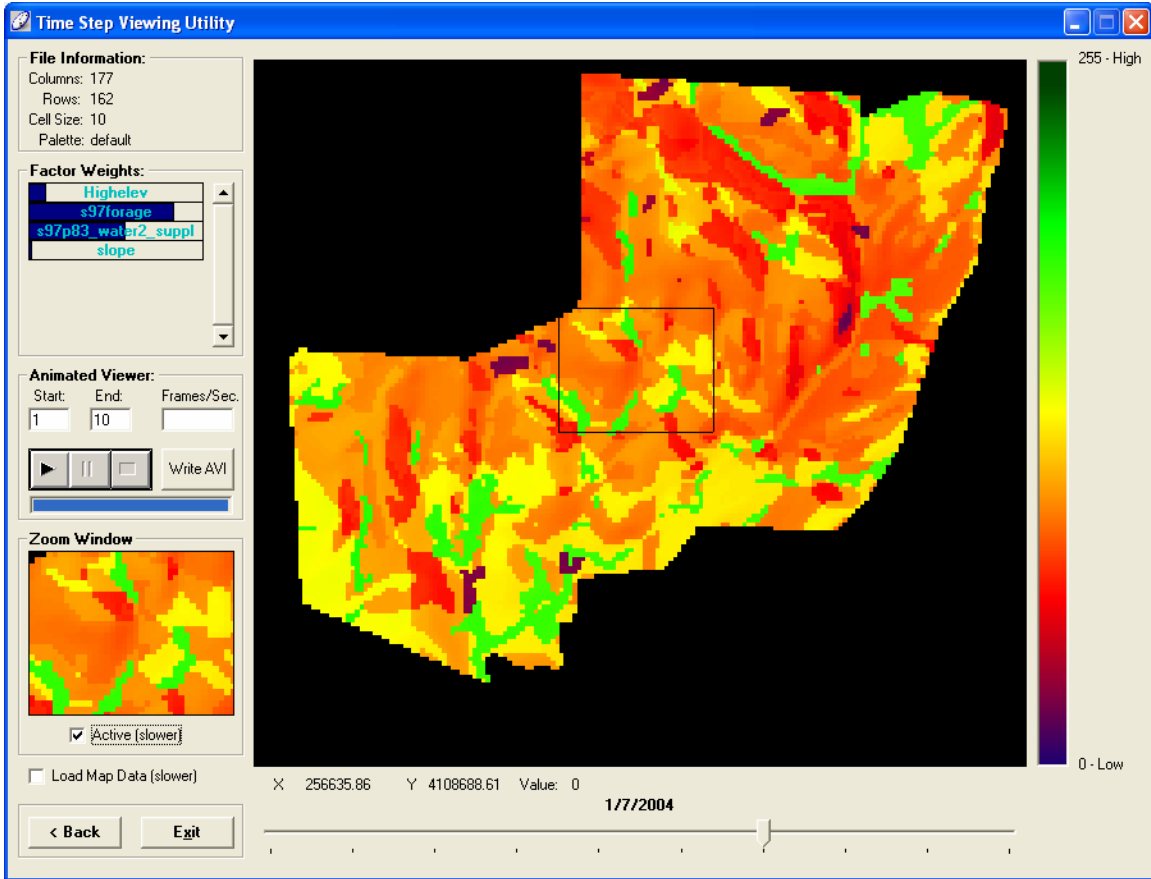 Time Step Viewing Utility
File Information:
Columns: 177
Rows: 162
Cell Size: 10
Palette: default
Factor Weights:
Highelev
s97forage
s97p83_water2_suppl
slope
Animated Viewer:
Start: End: Frames/Sec.
1 10
Write AVI
Zoom Window
Active (slower)
Load Map Data (slower)
< Back Exit
255 - High
0 - Low
X 256635.86 Y 4108688.61 Value: 0
1/7/2004